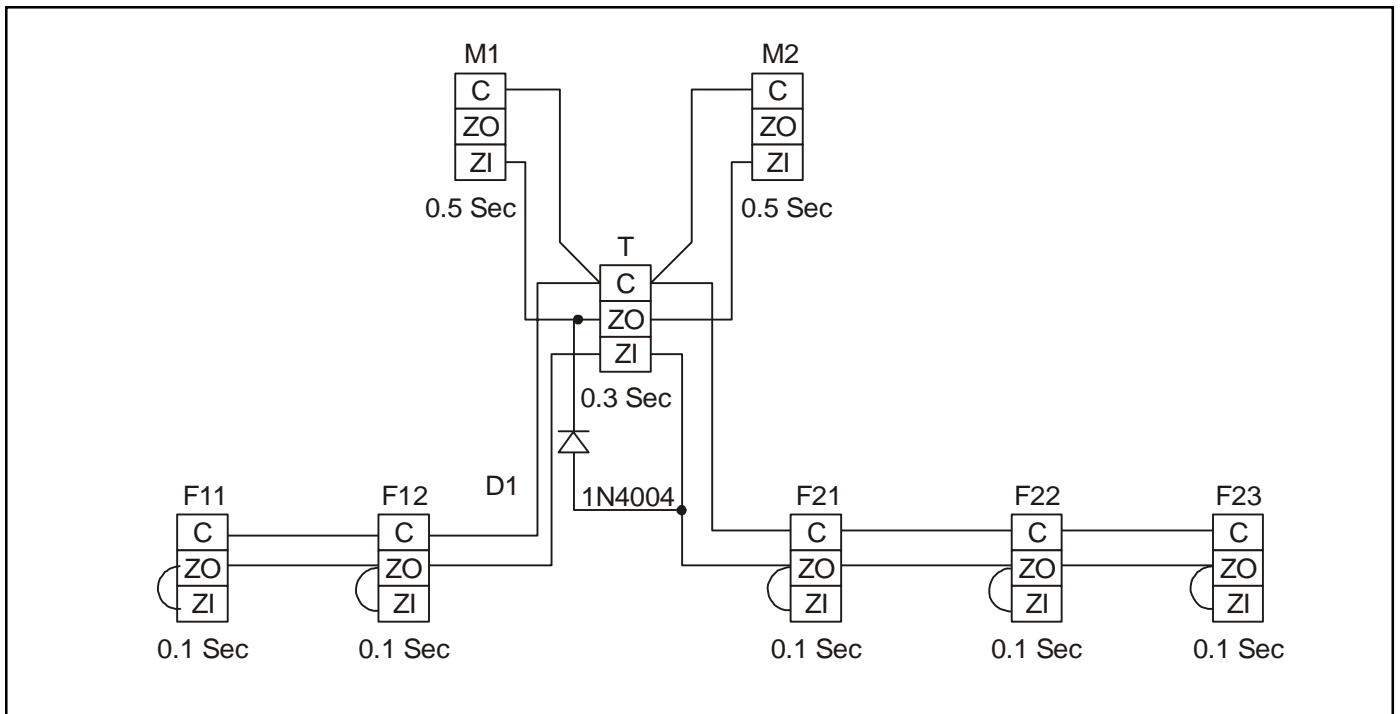 M1 M2
C C
ZO ZO
ZI ZI
0.5 Sec 0.5 Sec
T
C
ZO
ZI
0.3 Sec
D1 1N4004
F11 F12 F21 F22 F23
C C C C C
ZO ZO ZO ZO ZO
ZI ZI ZI ZI ZI
0.1 Sec 0.1 Sec 0.1 Sec 0.1 Sec 0.1 Sec